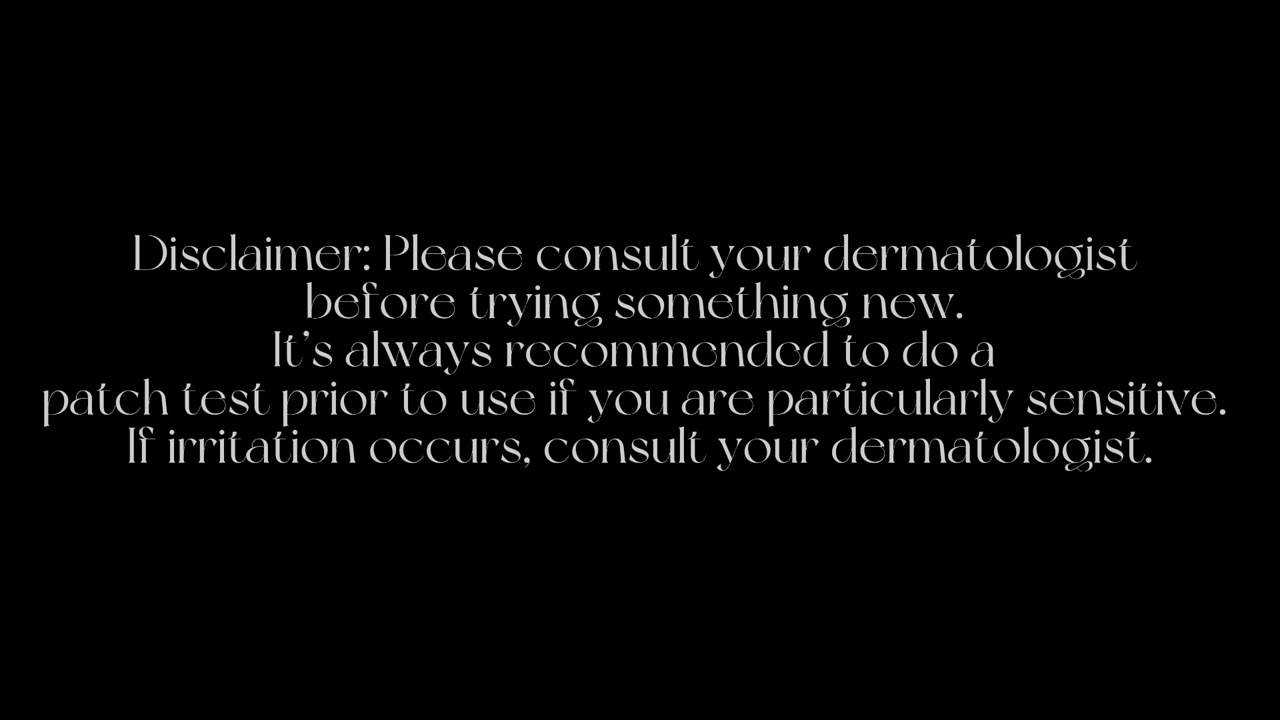 Disclaimer: Please consult your dermatologist
before trying something new.
It's always recommended to do a
patch test prior to use if you are particularly sensitive.
If irritation occurs, consult your dermatologist.